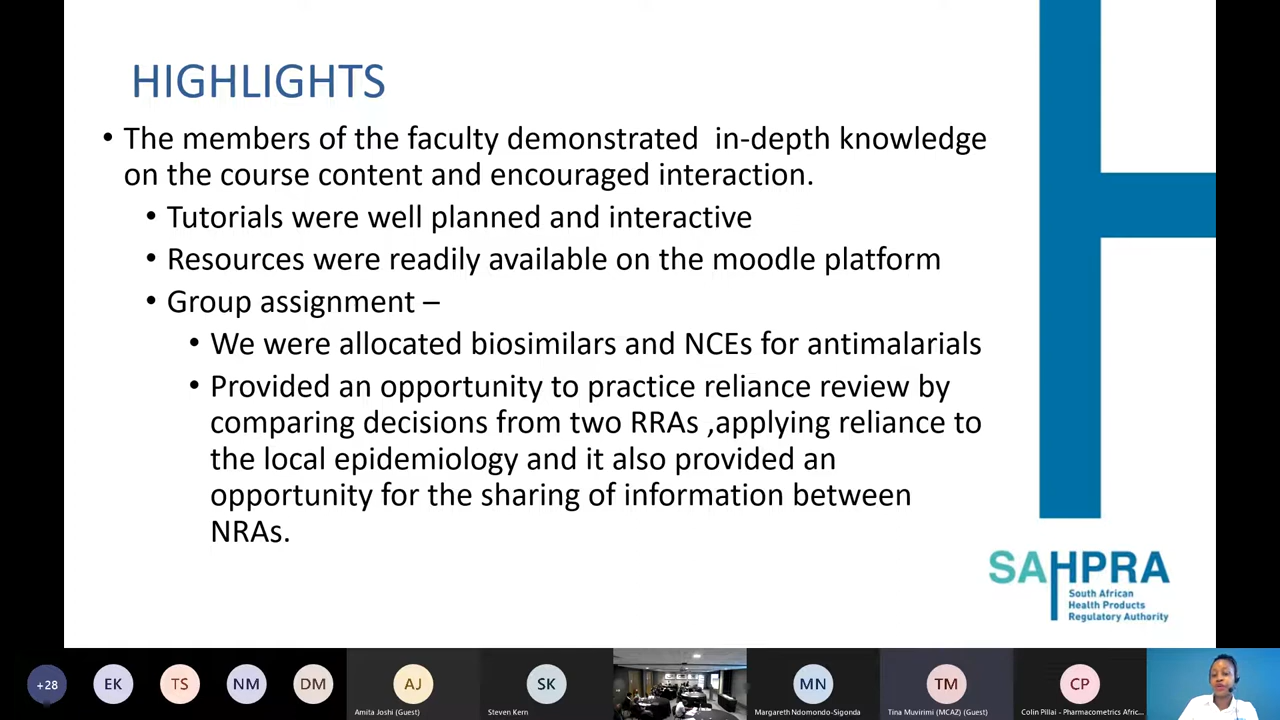 HIGHLIGHTS
• The members of the faculty demonstrated in-depth knowledge
on the course content and encouraged interaction.
• Tutorials were well planned and interactive
• Resources were readily available on the moodle platform
• Group assignment –
• We were allocated biosimilars and NCEs for antimalarials
• Provided an opportunity to practice reliance review by
comparing decisions from two RRAs ,applying reliance to
the local epidemiology and it also provided an
opportunity for the sharing of information between
NRAs.
SAHPRA
South African
Health Products
Regulatory Authority
+28
EK
TS
NM
DM
AJ
SK
MN
TM
CP
Amita Joshi (Guest)
Steven Kern
Margareth Ndomondo-Sigonda
Tina Muvirimi (MCAZ) (Guest)
Colin Pillai - Pharmacometrics Afric...